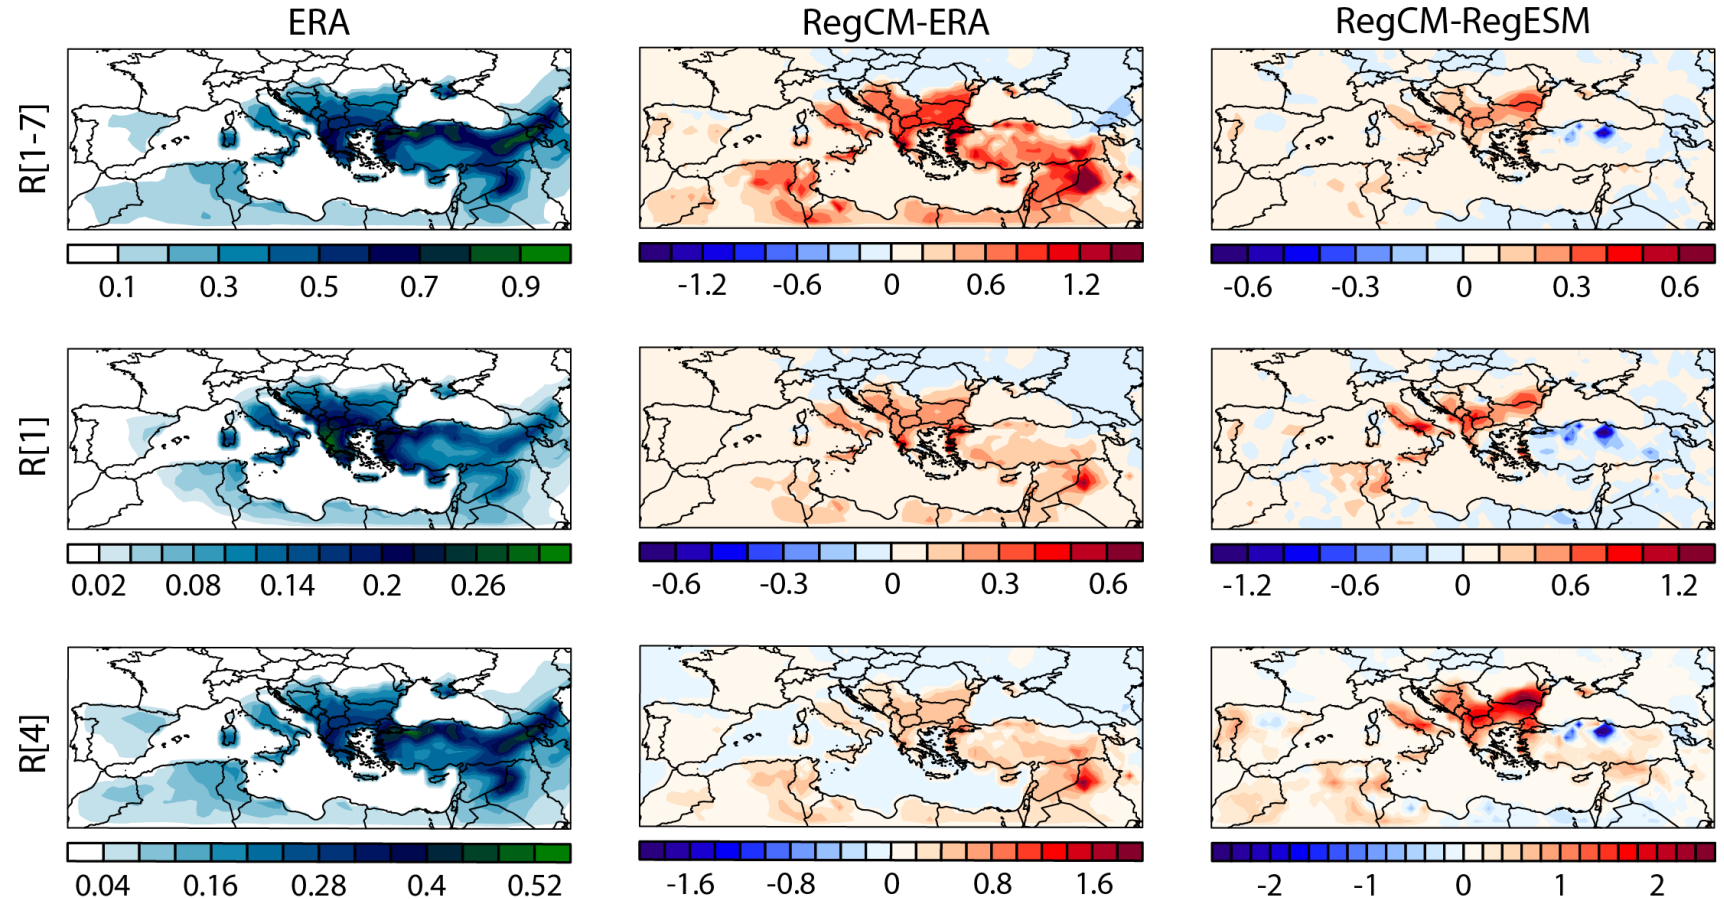 ERA RegCM-ERA RegCM-RegESM
R[1-7]
0.1 0.3 0.5 0.7 0.9 -1.2 -0.6 0 0.6 1.2 -0.6 -0.3 0 0.3 0.6
R[1]
0.02 0.08 0.14 0.2 0.26 -0.6 -0.3 0 0.3 0.6 -1.2 -0.6 0 0.6 1.2
R[4]
0.04 0.16 0.28 0.4 0.52 -1.6 -0.8 0 0.8 1.6 -2 -1 0 1 2